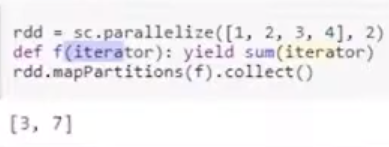 rdd = sc.parallelize([1, 2, 3, 4], 2)
def f(iterator): yield sum(iterator)
rdd.mapPartitions(f).collect()
[3, 7]